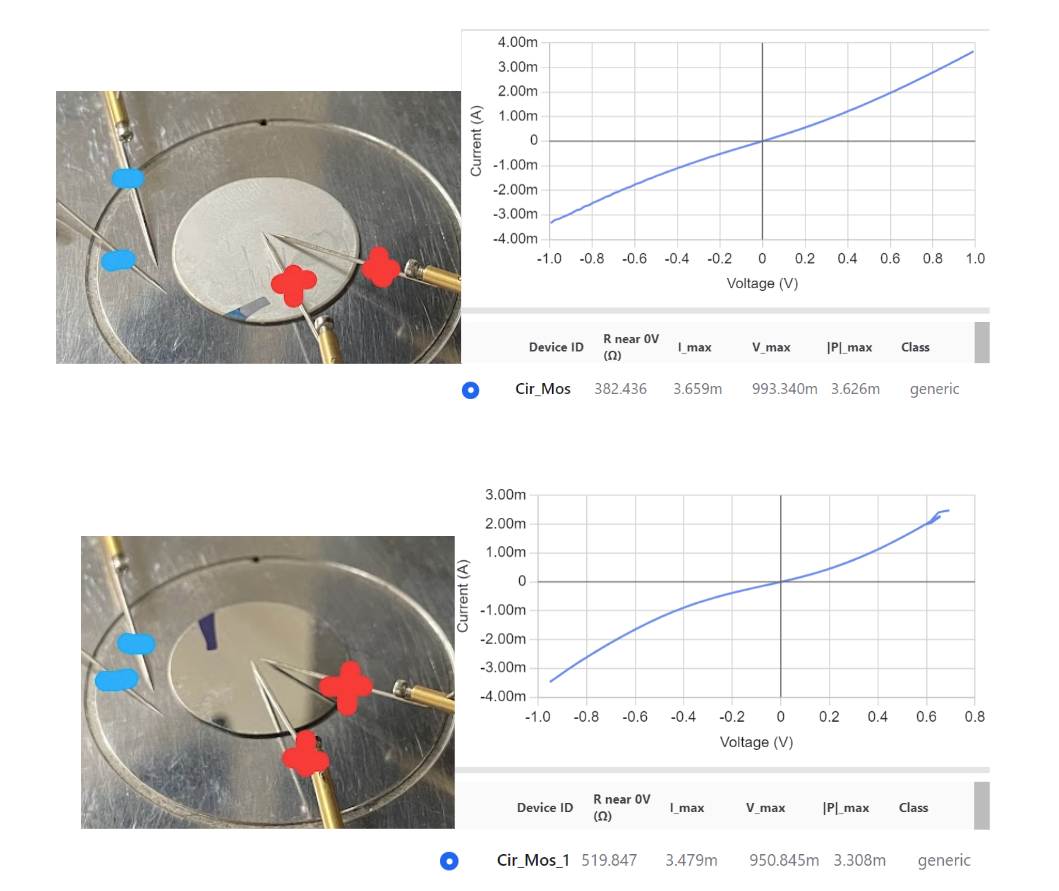 4.00m
3.00m
2.00m
1.00m
0
-1.00m
-2.00m
-3.00m
-4.00m
Current (A)
-1.0 -0.8 -0.6 -0.4 -0.2 0 0.2 0.4 0.6 0.8 1.0
Voltage (V)
Device ID R near 0V (Ω) I_max V_max |P|_max Class
Cir_Mos 382.436 3.659m 993.340m 3.626m generic
3.00m
2.00m
1.00m
0
-1.00m
-2.00m
-3.00m
-4.00m
Current (A)
-1.0 -0.8 -0.6 -0.4 -0.2 0 0.2 0.4 0.6 0.8
Voltage (V)
Device ID R near 0V (Ω) I_max V_max |P|_max Class
Cir_Mos_1 519.847 3.479m 950.845m 3.308m generic